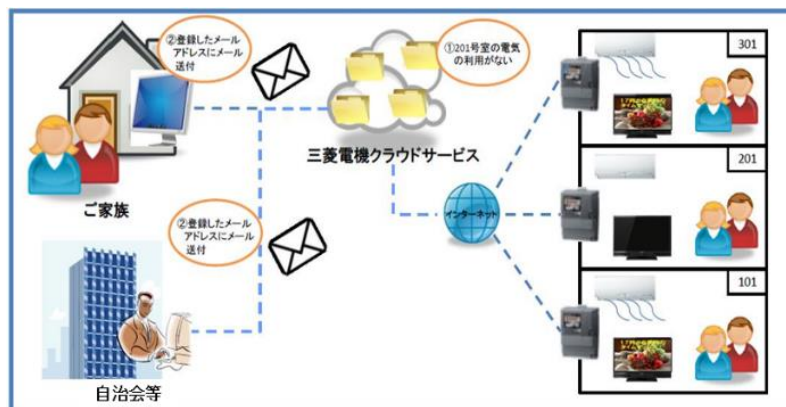 ②登録したメール
アドレスにメール
送付
①201号室の電気
の利用がない
301
三菱電機クラウドサービス
ご家族
201
インターネット
②登録したメール
アドレスにメール
送付
101
自治会等